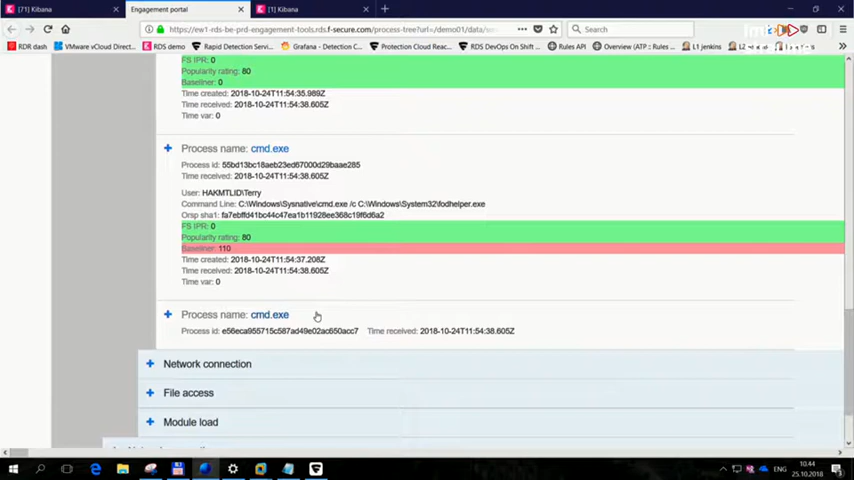 [71] Kibana
Engagement portal
[1] Kibana
https://ew1-rds-be-prd-engagement-tools.rds.f-secure.com/process-tree?url=/demo01/data/
Search
RDR dash
VMware vCloud Direct...
RDS demo
Rapid Detection Servic...
Grafana - Detection C...
Protection Cloud Reac...
RDS DevOps On Sit...
Rules API
Overview (ATP :: Rules...
L1 jenkins
FS IPR: 0
Popularity rating: 80
Baseliner: 0
Time created: 2018-10-24T11:54:35.989Z
Time received: 2018-10-24T11:54:38.605Z
Time var: 0
Process name: cmd.exe
Process id: 55bd13bc18aeb23ed67000d29baae285
Time received: 2018-10-24T11:54:38.605Z
User: HAKMTLID\Terry
Command Line: C:\Windows\Sysnative\cmd.exe /c C:\Windows\System32\fodhelper.exe
Orsp sha1: fa7ebffd41bc44c47ea1b11928ee368c19f6d6a2
FS IPR: 0
Popularity rating: 80
Baseliner: 110
Time created: 2018-10-24T11:54:37.208Z
Time received: 2018-10-24T11:54:38.605Z
Time var: 0
Process name: cmd.exe
Process id: e56eca955715c587ad49e02ac650acc7 Time received: 2018-10-24T11:54:38.605Z
Network connection
File access
Module load
ENG
10.44
25.10.2018